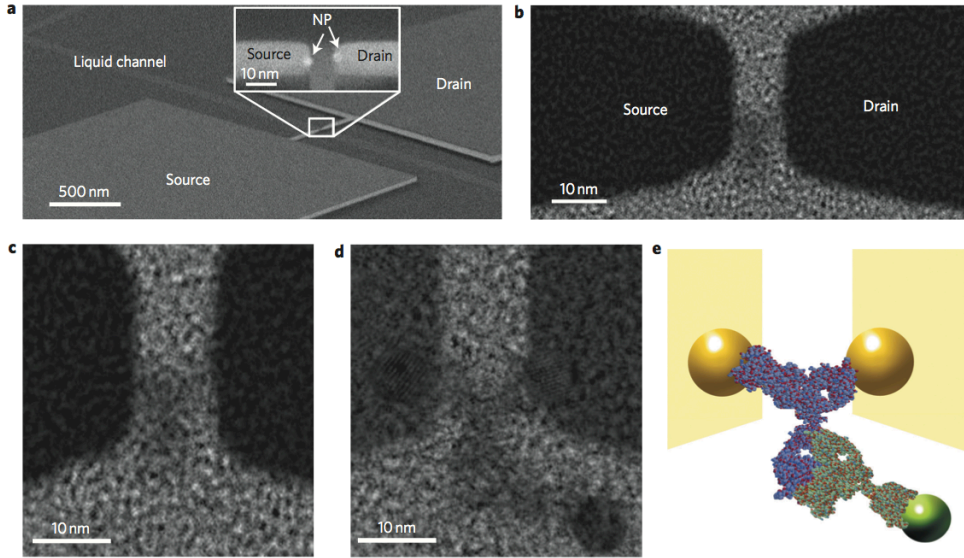 a
NP
Source
Drain
10 nm
Liquid channel
Drain
Source
500 nm
b
Source
Drain
10 nm
c
10 nm
d
10 nm
e